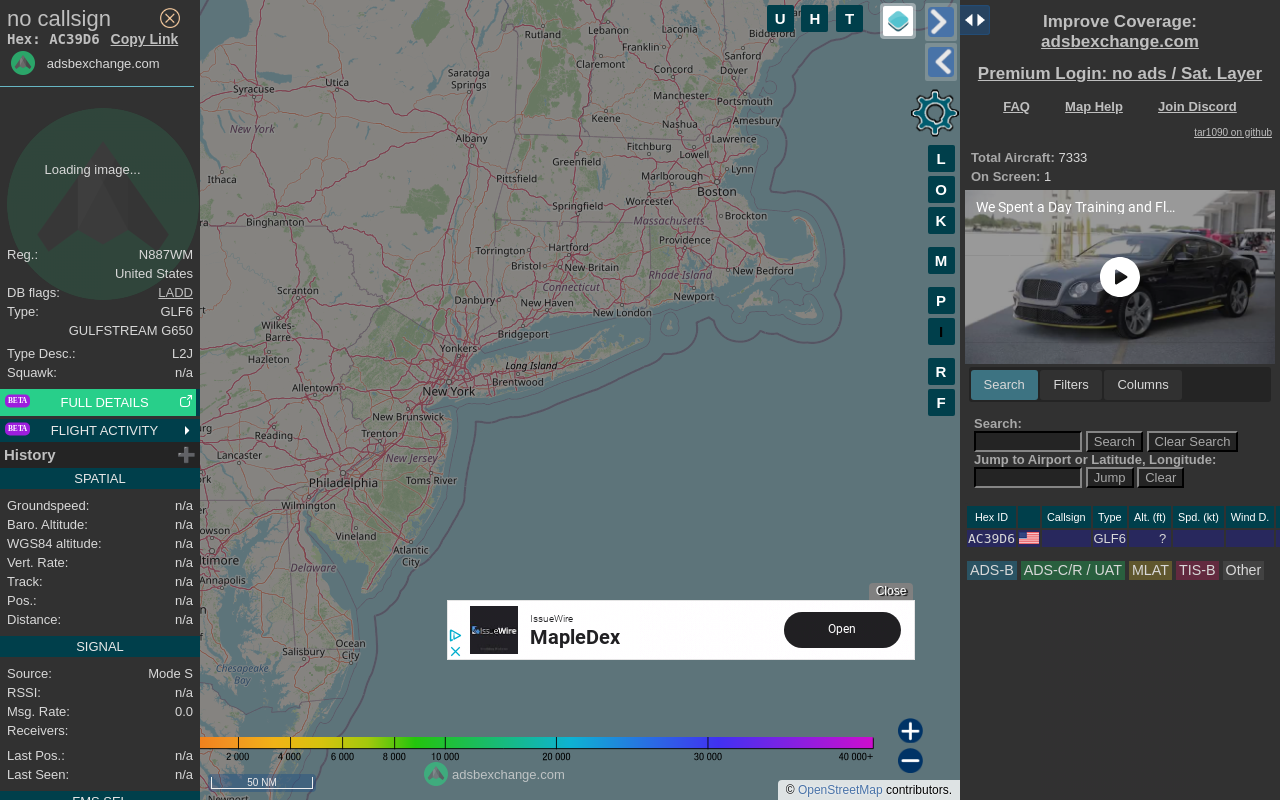 no callsign
Hex: AC39D6 Copy Link
adsbexchange.com
Loading image...
Reg.: N887WM
United States
DB flags: LADD
Type: GLF6
GULFSTREAM G650
Type Desc.: L2J
Squawk: n/a
BETA FULL DETAILS
BETA FLIGHT ACTIVITY
History
SPATIAL
Groundspeed: n/a
Baro. Altitude: n/a
WGS84 altitude: n/a
Vert. Rate: n/a
Track: n/a
Pos.: n/a
Distance: n/a
SIGNAL
Source: Mode S
RSSI: n/a
Msg. Rate: 0.0
Receivers:
Last Pos.: n/a
Last Seen: n/a
FMS SEL
U H T
L
O
K
M
P
I
R
F
Rutland
Lebanon
Laconia
Biddeford
Franklin
Sanford
Claremont
Concord
Dover
Saratoga
Springs
Utica
Syracuse
Manchester
Portsmouth
Keene
Nashua
Amesbury
New York
Troy
Fitchburg
Lawrence
Greenfield
Lowell
Lynn
Ithaca
Pittsfield
Marlborough
Boston
Worcester
Springfield
Binghamton
Massachusetts
Brockton
Providence
Torrington
Hartford
Bristol
New Britain
New Bedford
Rhode Island
Connecticut
Scranton
Danbury
New Haven
New London
Newport
Wilkes-
Barre
Bridgeport
Hazleton
Yonkers
Long Island
Allentown
New York
Brentwood
New Brunswick
Reading
Trenton
Lancaster
New Jersey
Philadelphia
Toms River
Wilmington
Vineland
Atlantic
City
Annapolis
Delaware
Salisbury
Ocean
City
Chesapeake
Bay
Newport
Close
IssueWire
IssueWire
MapleDex
Open
2 000 4 000 6 000 8 000 10 000 20 000 30 000 40 000+
50 NM
adsbexchange.com
© OpenStreetMap contributors.
Improve Coverage:
adsbexchange.com
Premium Login: no ads / Sat. Layer
FAQ Map Help Join Discord
tar1090 on github
Total Aircraft: 7333
On Screen: 1
We Spent a Day Training and Fl...
Search Filters Columns
Search:
Search Clear Search
Jump to Airport or Latitude, Longitude:
Jump Clear
Hex ID Callsign Type Alt. (ft) Spd. (kt) Wind D.
AC39D6 GLF6 ?
ADS-B ADS-C/R / UAT MLAT TIS-B Other